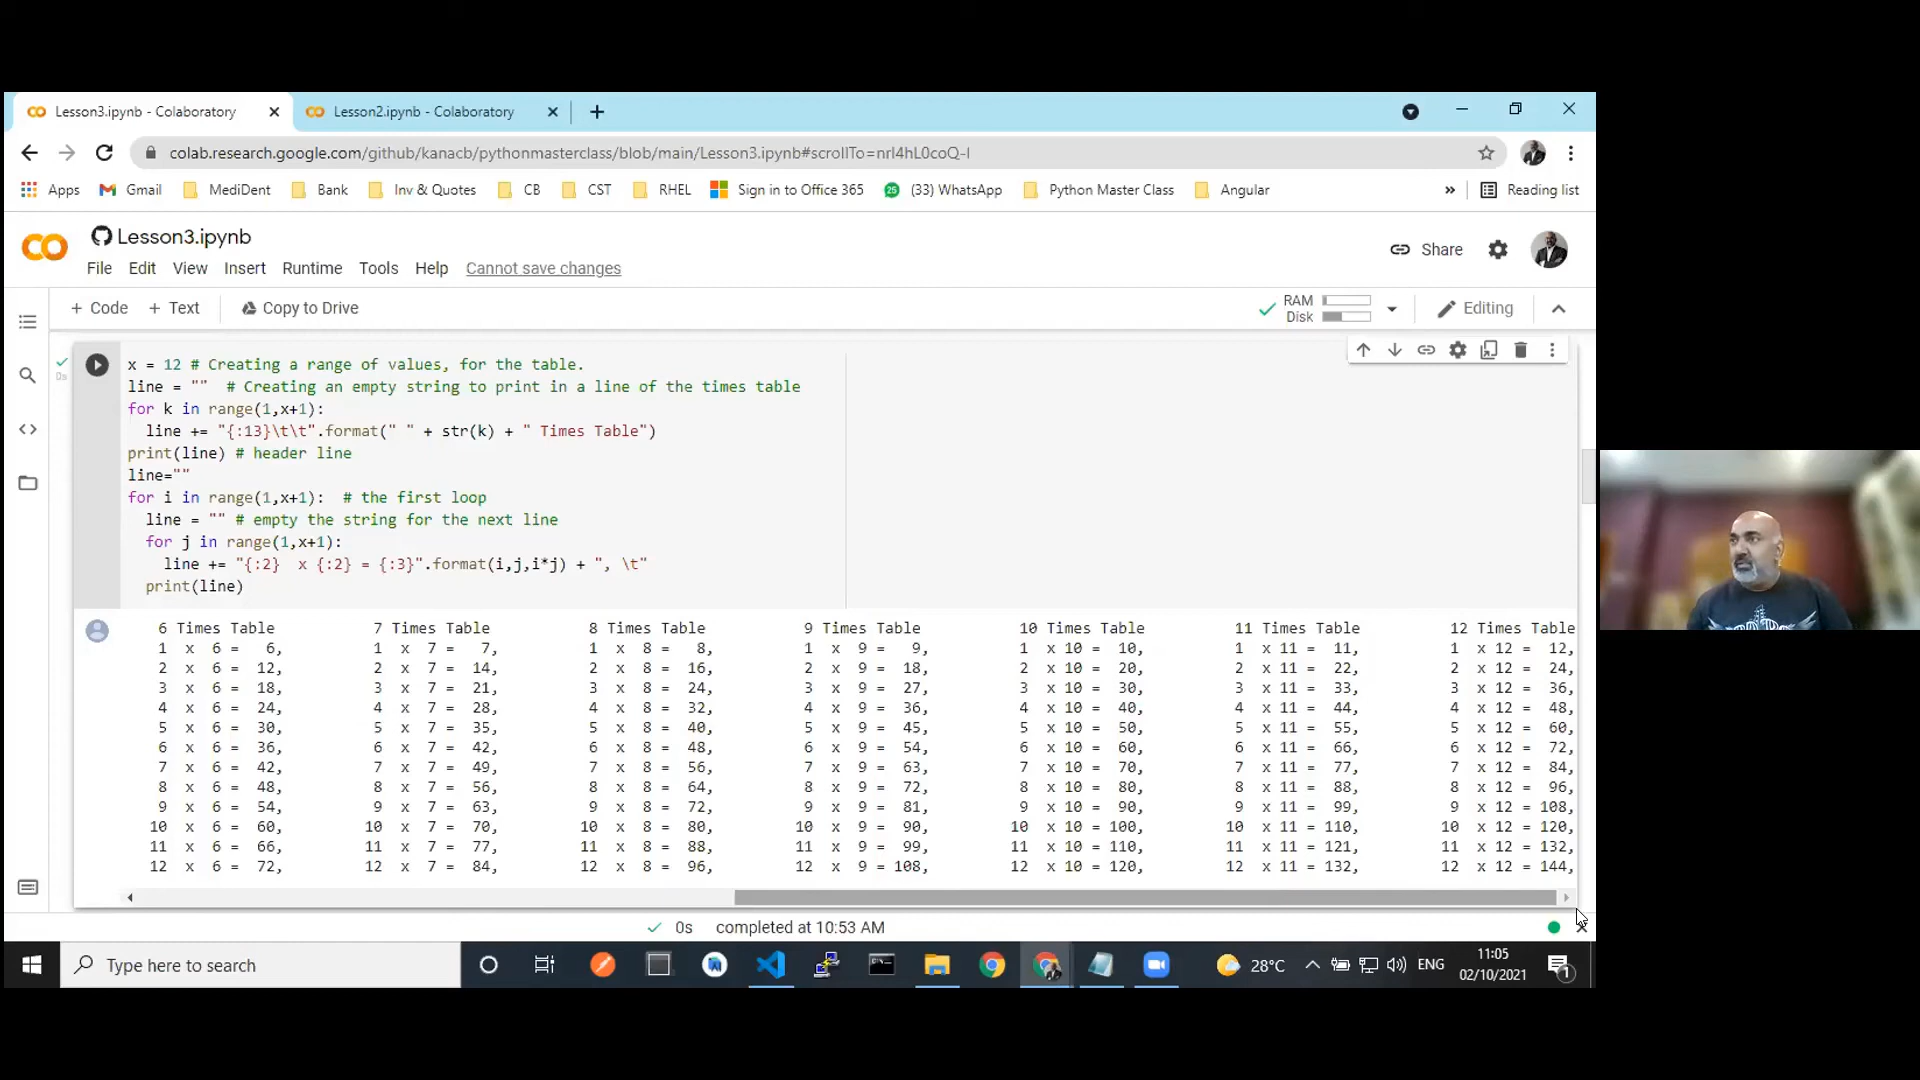 Lesson3.ipynb - Colaboratory
Lesson2.ipynb - Colaboratory
colab.research.google.com/github/kanacb/pythonmasterclass/blob/main/Lesson3.ipynb#scrollTo=nrI4hL0coQ-I
Apps Gmail MediDent Bank Inv & Quotes CB CST RHEL Sign in to Office 365 (33) WhatsApp Python Master Class Angular » Reading list
Lesson3.ipynb
Share
File Edit View Insert Runtime Tools Help Cannot save changes
+ Code + Text Copy to Drive RAM Disk Editing
x = 12 # Creating a range of values, for the table.
line = "" # Creating an empty string to print in a line of the times table
for k in range(1,x+1):
  line += "{:13}\t\t".format(" " + str(k) + " Times Table")
print(line) # header line
line=""
for i in range(1,x+1):  # the first loop
  line = "" # empty the string for the next line
  for j in range(1,x+1):
    line += "{:2}  x {:2} = {:3}".format(i,j,i*j) + ", \t"
  print(line)
0s
6 Times Table 7 Times Table 8 Times Table 9 Times Table 10 Times Table 11 Times Table 12 Times Table
1 x 6 = 6, 1 x 7 = 7, 1 x 8 = 8, 1 x 9 = 9, 1 x 10 = 10, 1 x 11 = 11, 1 x 12 = 12,
2 x 6 = 12, 2 x 7 = 14, 2 x 8 = 16, 2 x 9 = 18, 2 x 10 = 20, 2 x 11 = 22, 2 x 12 = 24,
3 x 6 = 18, 3 x 7 = 21, 3 x 8 = 24, 3 x 9 = 27, 3 x 10 = 30, 3 x 11 = 33, 3 x 12 = 36,
4 x 6 = 24, 4 x 7 = 28, 4 x 8 = 32, 4 x 9 = 36, 4 x 10 = 40, 4 x 11 = 44, 4 x 12 = 48,
5 x 6 = 30, 5 x 7 = 35, 5 x 8 = 40, 5 x 9 = 45, 5 x 10 = 50, 5 x 11 = 55, 5 x 12 = 60,
6 x 6 = 36, 6 x 7 = 42, 6 x 8 = 48, 6 x 9 = 54, 6 x 10 = 60, 6 x 11 = 66, 6 x 12 = 72,
7 x 6 = 42, 7 x 7 = 49, 7 x 8 = 56, 7 x 9 = 63, 7 x 10 = 70, 7 x 11 = 77, 7 x 12 = 84,
8 x 6 = 48, 8 x 7 = 56, 8 x 8 = 64, 8 x 9 = 72, 8 x 10 = 80, 8 x 11 = 88, 8 x 12 = 96,
9 x 6 = 54, 9 x 7 = 63, 9 x 8 = 72, 9 x 9 = 81, 9 x 10 = 90, 9 x 11 = 99, 9 x 12 = 108,
10 x 6 = 60, 10 x 7 = 70, 10 x 8 = 80, 10 x 9 = 90, 10 x 10 = 100, 10 x 11 = 110, 10 x 12 = 120,
11 x 6 = 66, 11 x 7 = 77, 11 x 8 = 88, 11 x 9 = 99, 11 x 10 = 110, 11 x 11 = 121, 11 x 12 = 132,
12 x 6 = 72, 12 x 7 = 84, 12 x 8 = 96, 12 x 9 = 108, 12 x 10 = 120, 12 x 11 = 132, 12 x 12 = 144,
0s completed at 10:53 AM
Type here to search
28°C ENG
11:05
02/10/2021
1